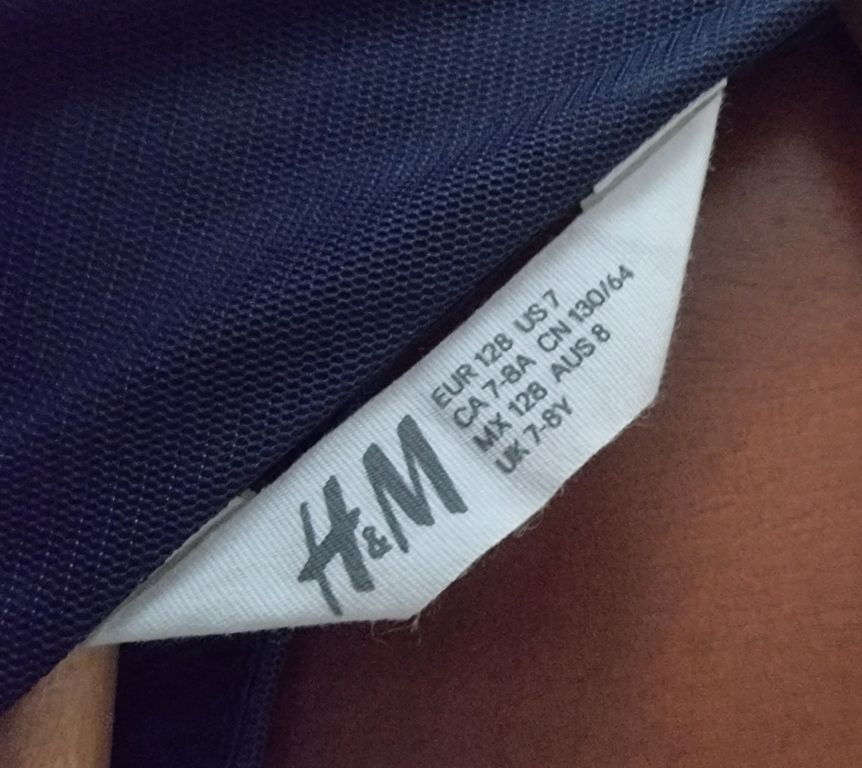 H&M
EUR 128 US 7
CA 7-8A CN 130/64
MX 128 AUS 8
UK 7-8Y